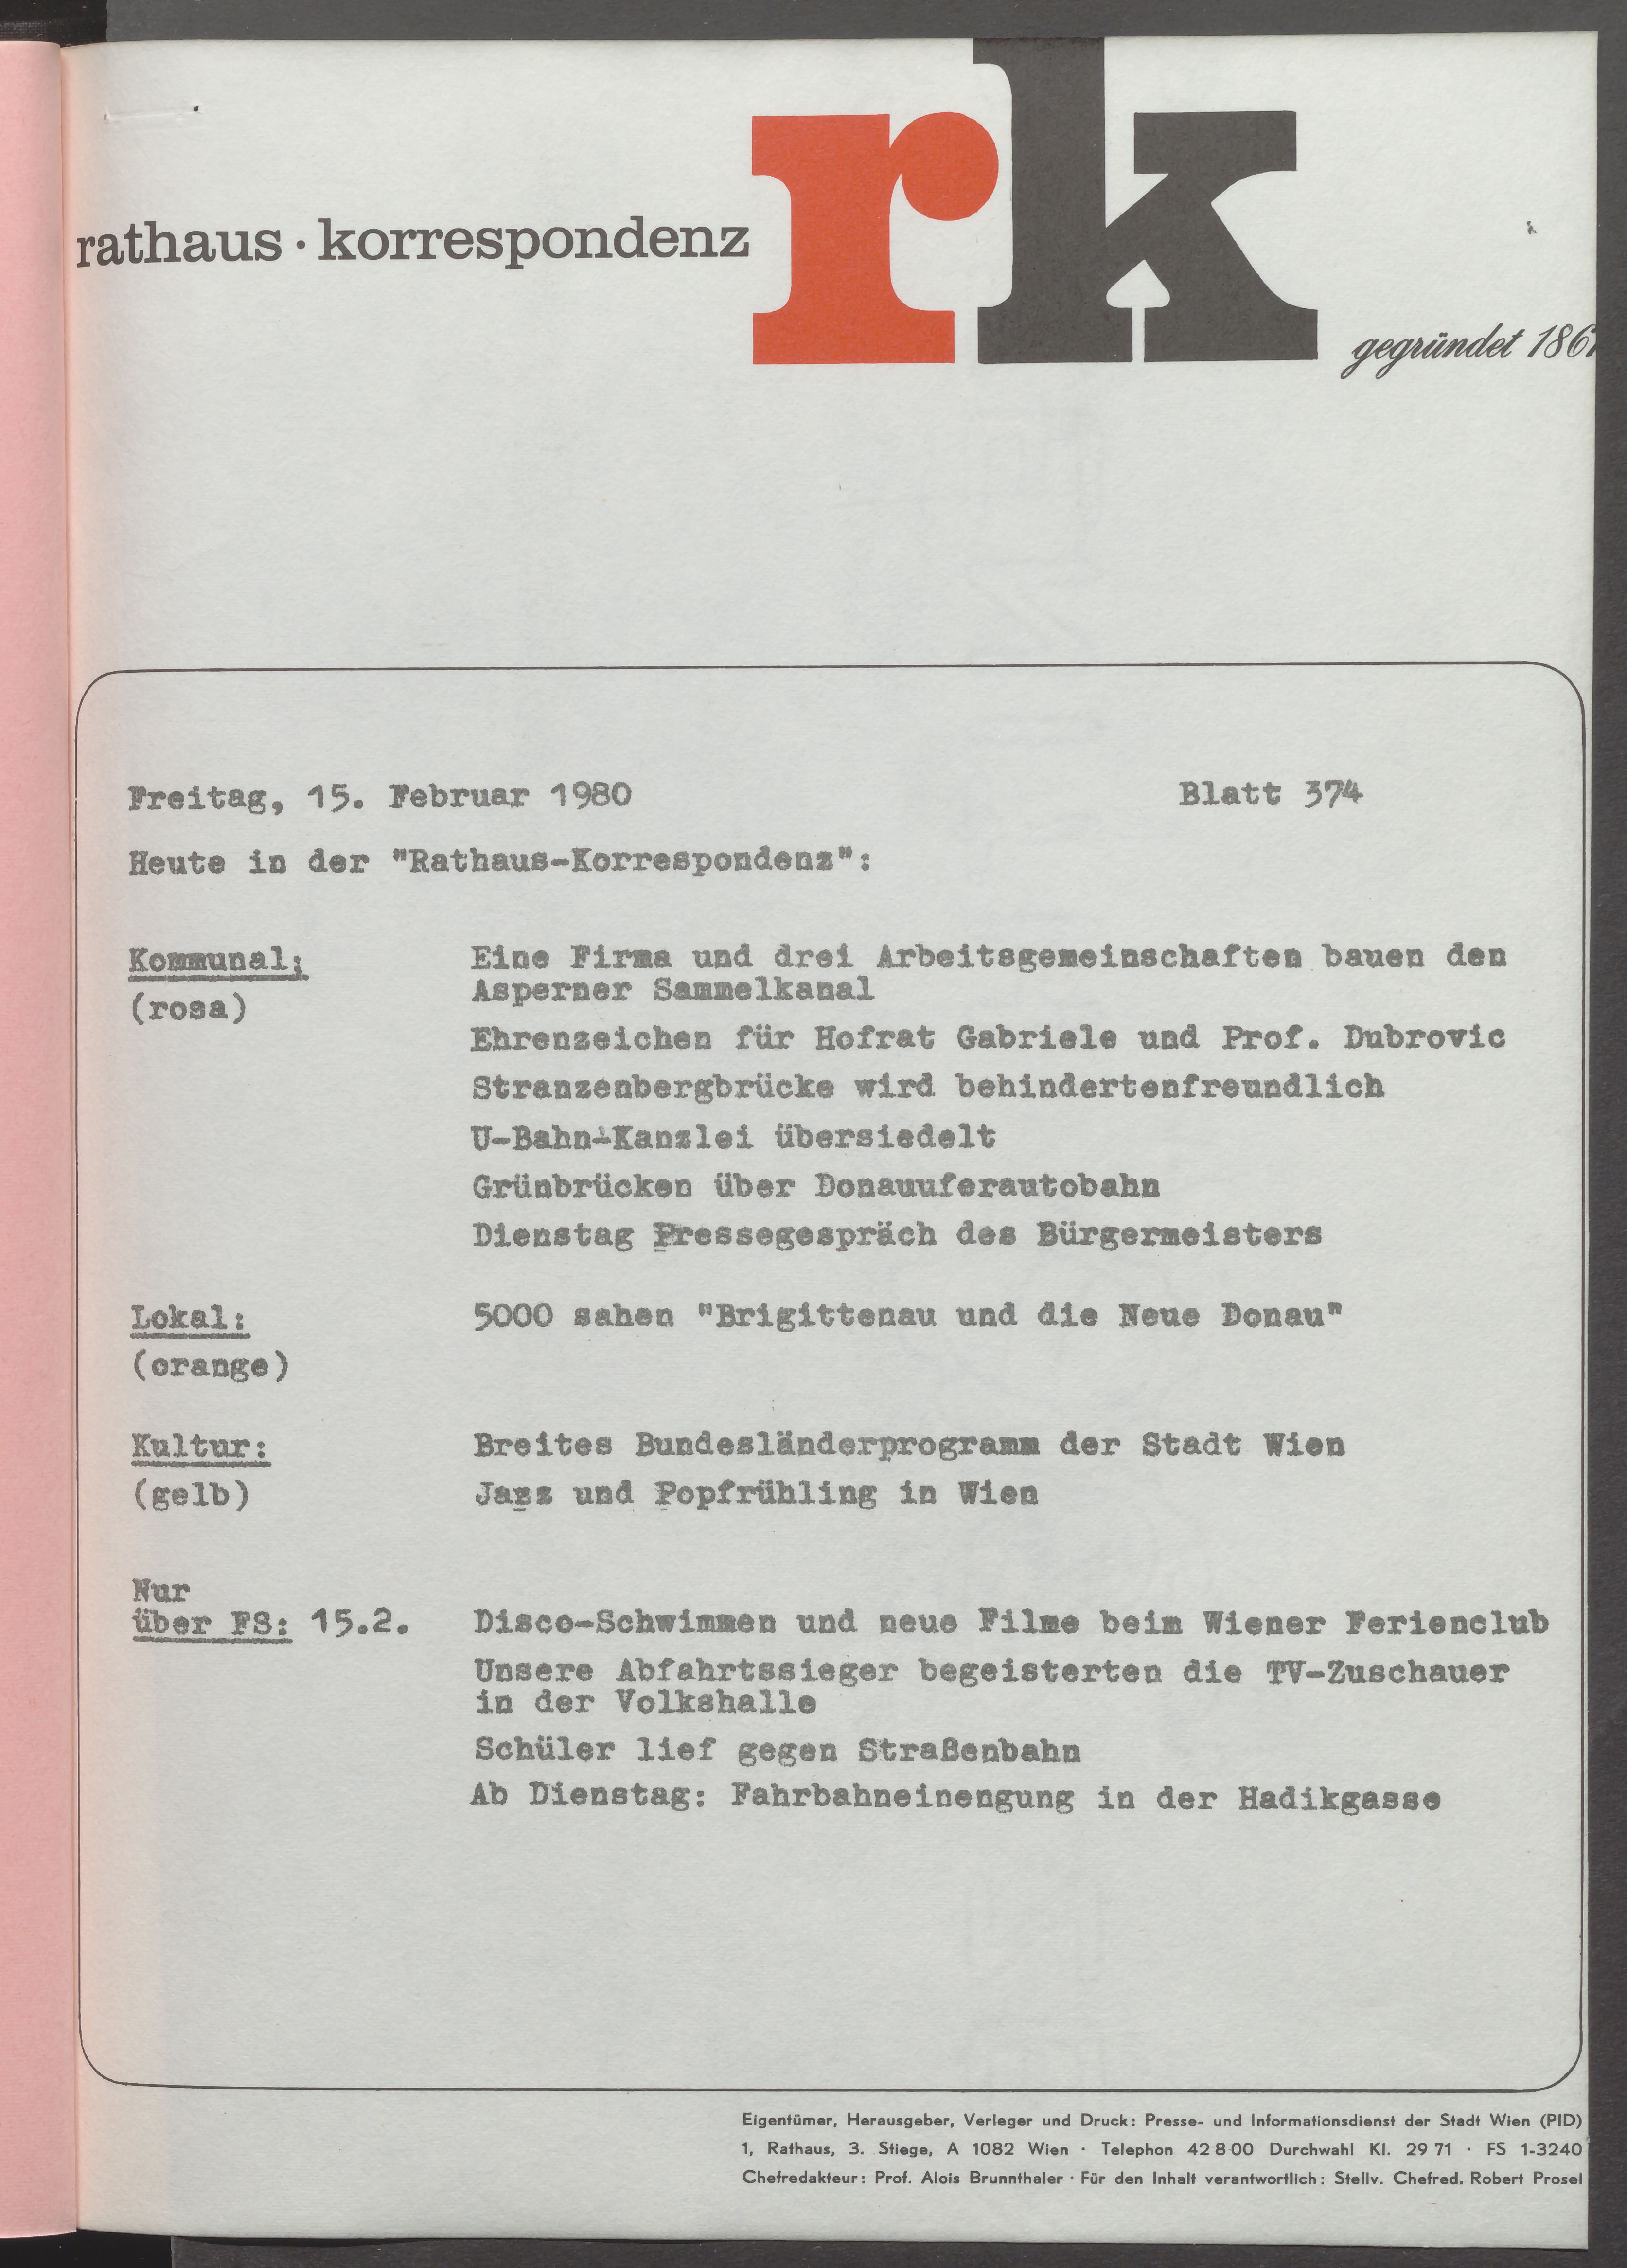 rathaus · korrespondenz
rk
gegründet 1861
Freitag, 15. Februar 1980 Blatt 374
Heute in der "Rathaus-Korrespondenz":
Kommunal: Eine Firma und drei Arbeitsgemeinschaften bauen den
Asperner Sammelkanal
(rosa)
Ehrenzeichen für Hofrat Gabriele und Prof. Dubrovic
Stranzenbergbrücke wird behindertenfreundlich
U-Bahn-Kanzlei übersiedelt
Grünbrücken über Donauuferautobahn
Dienstag Pressegespräch des Bürgermeisters
Lokal: 5000 sahen "Brigittenau und die Neue Donau"
(orange)
Kultur: Breites Bundesländerprogramm der Stadt Wien
(gelb) Jazz und Popfrühling in Wien
Nur
über FS: 15.2. Disco-Schwimmen und neue Filme beim Wiener Ferienclub
Unsere Abfahrtssieger begeisterten die TV-Zuschauer
in der Volkshalle
Schüler lief gegen Straßenbahn
Ab Dienstag: Fahrbahneinengung in der Hadikgasse
Eigentümer, Herausgeber, Verleger und Druck: Presse- und Informationsdienst der Stadt Wien (PID)
1, Rathaus, 3. Stiege, A 1082 Wien · Telephon 42 8 00 Durchwahl Kl. 29 71 · FS 1-3240
Chefredakteur: Prof. Alois Brunnthaler · Für den Inhalt verantwortlich: Stellv. Chefred. Robert Prosel